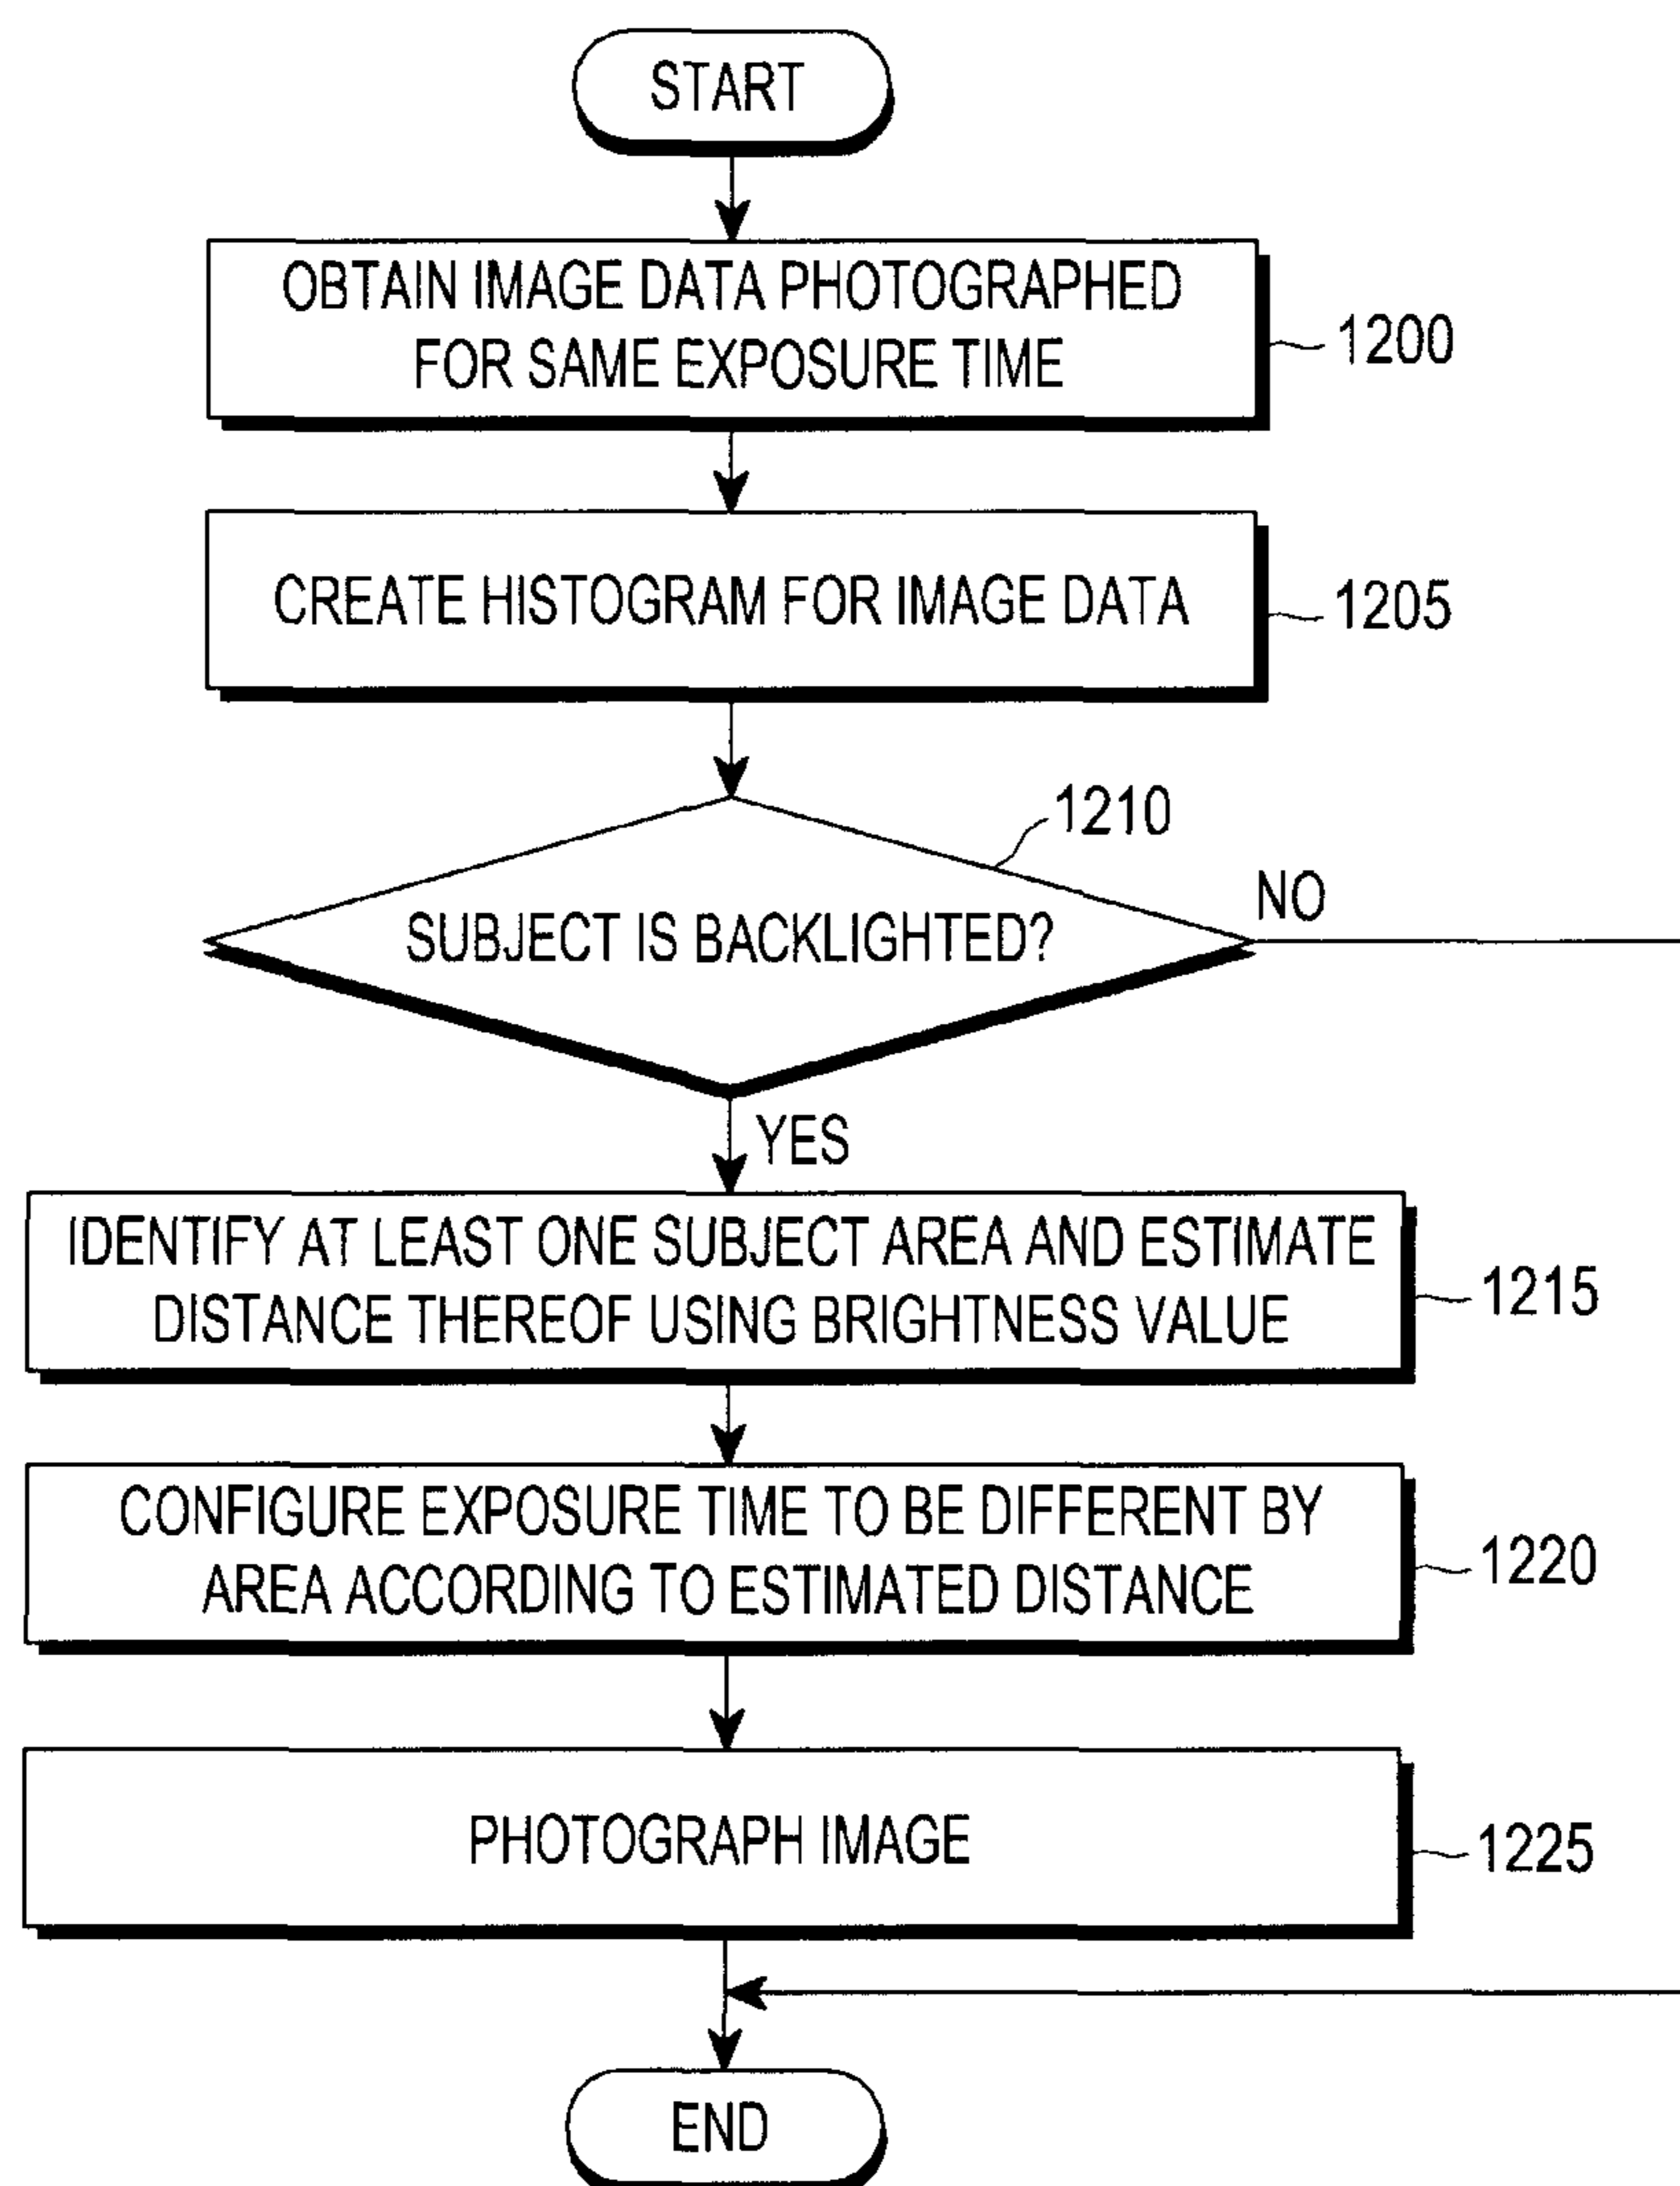 START
OBTAIN IMAGE DATA PHOTOGRAPHED
FOR SAME EXPOSURE TIME
1200
CREATE HISTOGRAM FOR IMAGE DATA
1205
1210
SUBJECT IS BACKLIGHTED?
NO
YES
IDENTIFY AT LEAST ONE SUBJECT AREA AND ESTIMATE
DISTANCE THEREOF USING BRIGHTNESS VALUE
1215
CONFIGURE EXPOSURE TIME TO BE DIFFERENT BY
AREA ACCORDING TO ESTIMATED DISTANCE
1220
PHOTOGRAPH IMAGE
1225
END